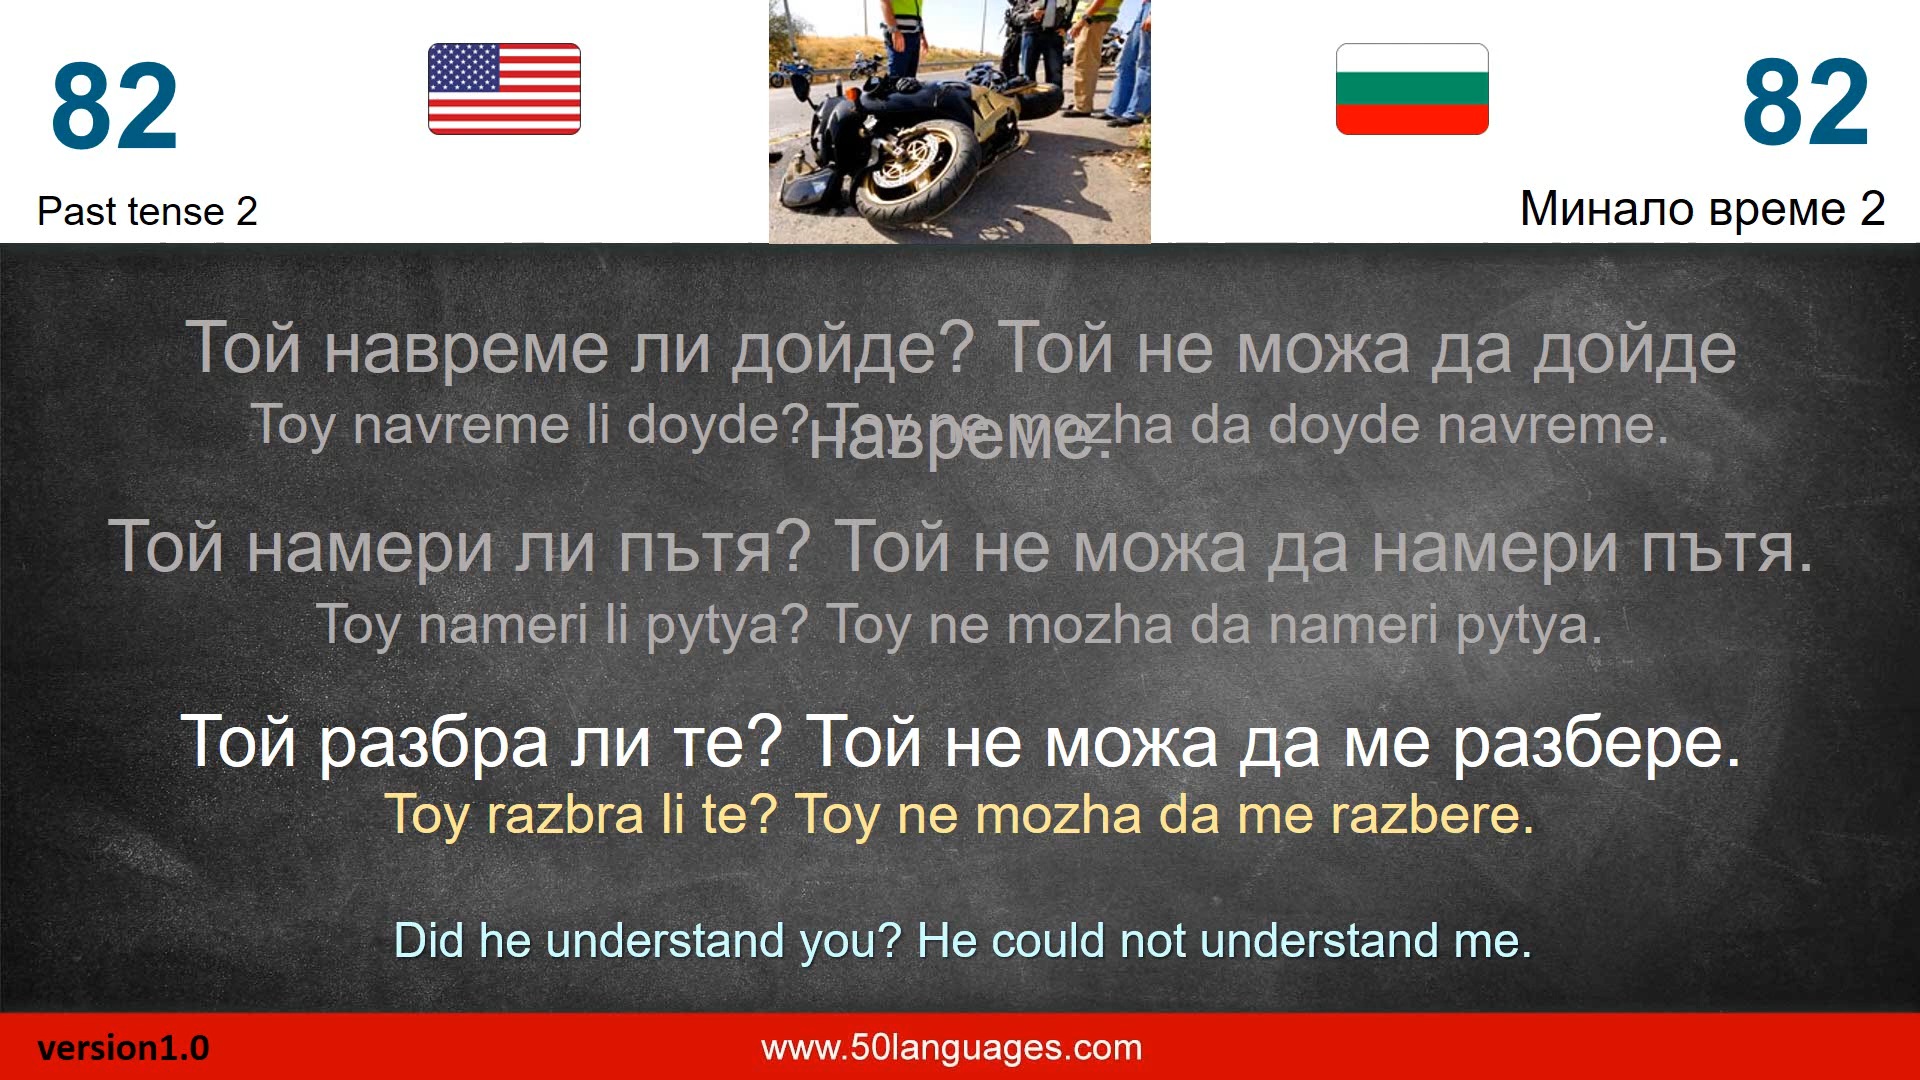 82
82
Past tense 2
Минало време 2
Той навреме ли дойде? Той не можа да дойде
навреме.
Toy navreme li doyde? Toy ne mozha da doyde navreme.
Той намери ли пътя? Той не можа да намери пътя.
Toy nameri li pytya? Toy ne mozha da nameri pytya.
Той разбра ли те? Той не можа да ме разбере.
Toy razbra li te? Toy ne mozha da me razbere.
Did he understand you? He could not understand me.
version1.0
www.50languages.com